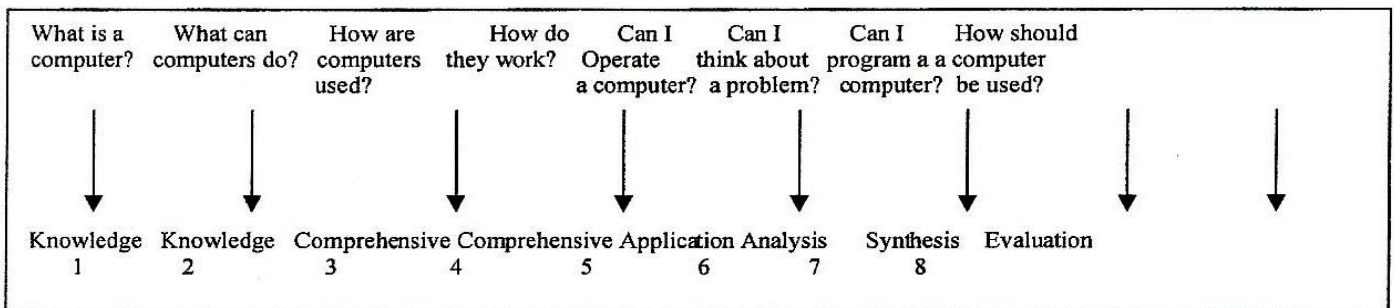 What is a What can How are How do Can I Can I Can I How should
computer? computers do? computers they work? Operate think about program a a computer
used? a computer? a problem? computer? be used?
Knowledge Knowledge Comprehensive Comprehensive Application Analysis Synthesis Evaluation
1 2 3 4 5 6 7 8